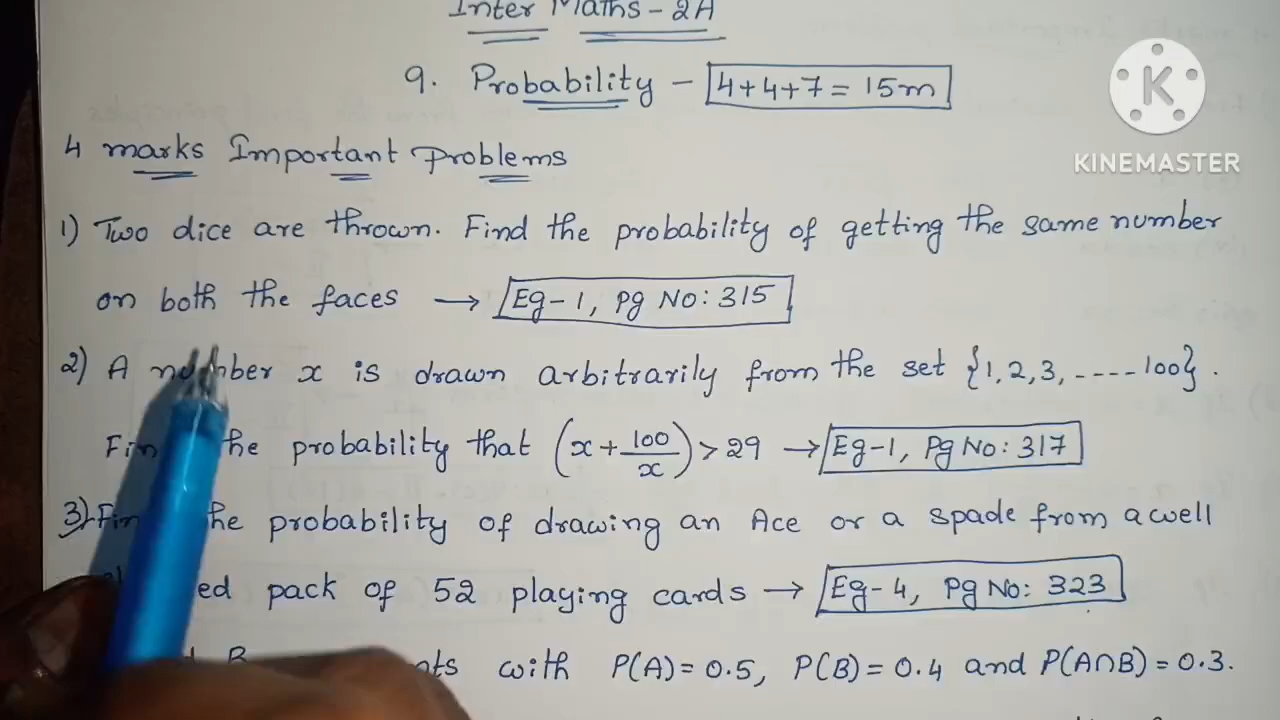 Inter Maths - 2A
9. Probability - 4+4+7 = 15m
KINEMASTER
4 marks Important Problems
1) Two dice are thrown. Find the probability of getting the same number
on both the faces → Eg-1, Pg No: 315
2) A number x is drawn arbitrarily from the set {1, 2, 3, ---- 100}.
the probability that (x + 100/x) > 29 → Eg-1, Pg No: 317
3) the probability of drawing an Ace or a spade from a well
pack of 52 playing cards → Eg-4, Pg No: 323
B with P(A) = 0.5, P(B) = 0.4 and P(A∩B) = 0.3.